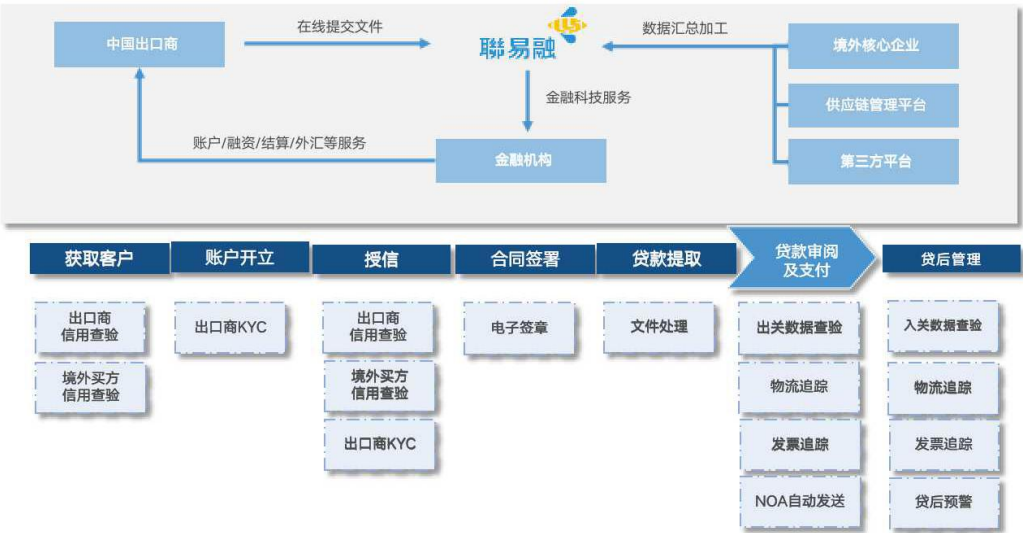 中国出口商
在线提交文件
LLS
聯易融
数据汇总加工
境外核心企业
供应链管理平台
第三方平台
金融科技服务
账户/融资/结算/外汇等服务
金融机构
获取客户
账户开立
授信
合同签署
贷款提取
贷款审阅
及支付
贷后管理
出口商
信用查验
境外买方
信用查验
出口商KYC
出口商
信用查验
境外买方
信用查验
出口商KYC
电子签章
文件处理
出关数据查验
物流追踪
发票追踪
NOA自动发送
入关数据查验
物流追踪
发票追踪
贷后预警